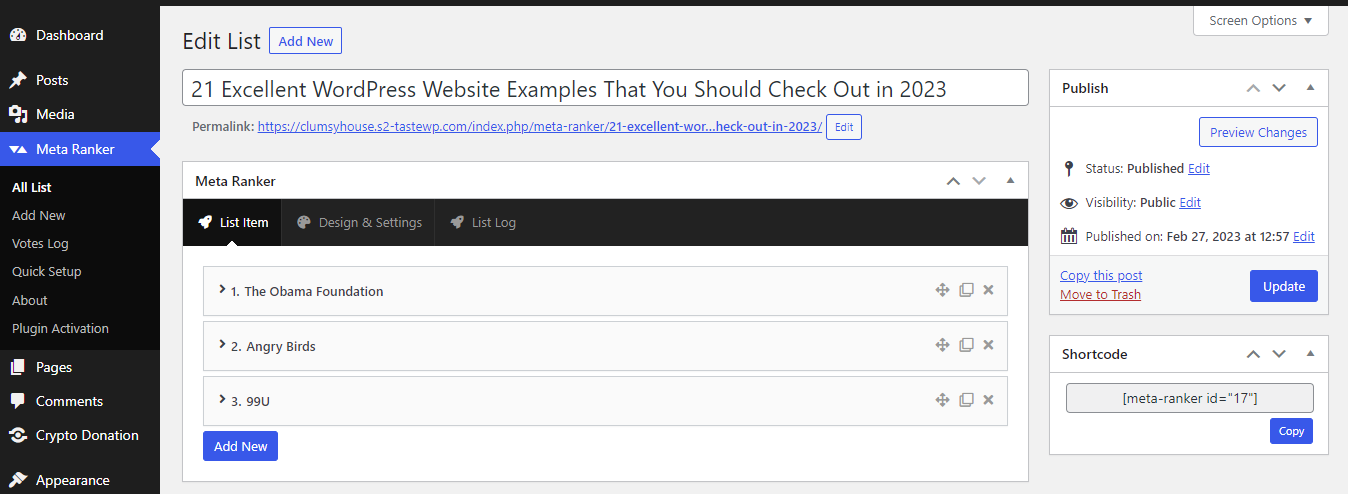 Dashboard
Posts
Media
Meta Ranker
All List
Add New
Votes Log
Quick Setup
About
Plugin Activation
Pages
Comments
Crypto Donation
Appearance
Screen Options
Edit List Add New
21 Excellent WordPress Website Examples That You Should Check Out in 2023
Permalink: https://clumsyhouse.s2-tastewp.com/index.php/meta-ranker/21-excellent-wor...heck-out-in-2023/ Edit
Meta Ranker
List Item Design & Settings List Log
1. The Obama Foundation
2. Angry Birds
3. 99U
Add New
Publish
Preview Changes
Status: Published Edit
Visibility: Public Edit
Published on: Feb 27, 2023 at 12:57 Edit
Copy this post
Move to Trash
Update
Shortcode
[meta-ranker id="17"]
Copy